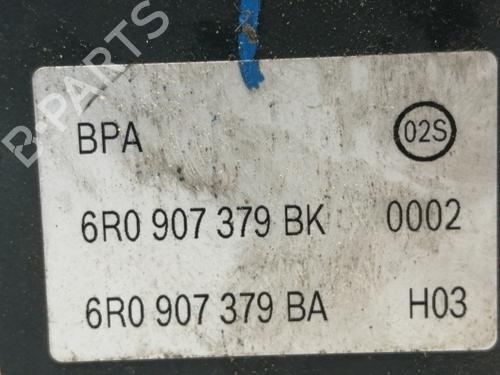 B-PARTS
BPA 02S
6R0 907 379 BK 0002
6R0 907 379 BA H03